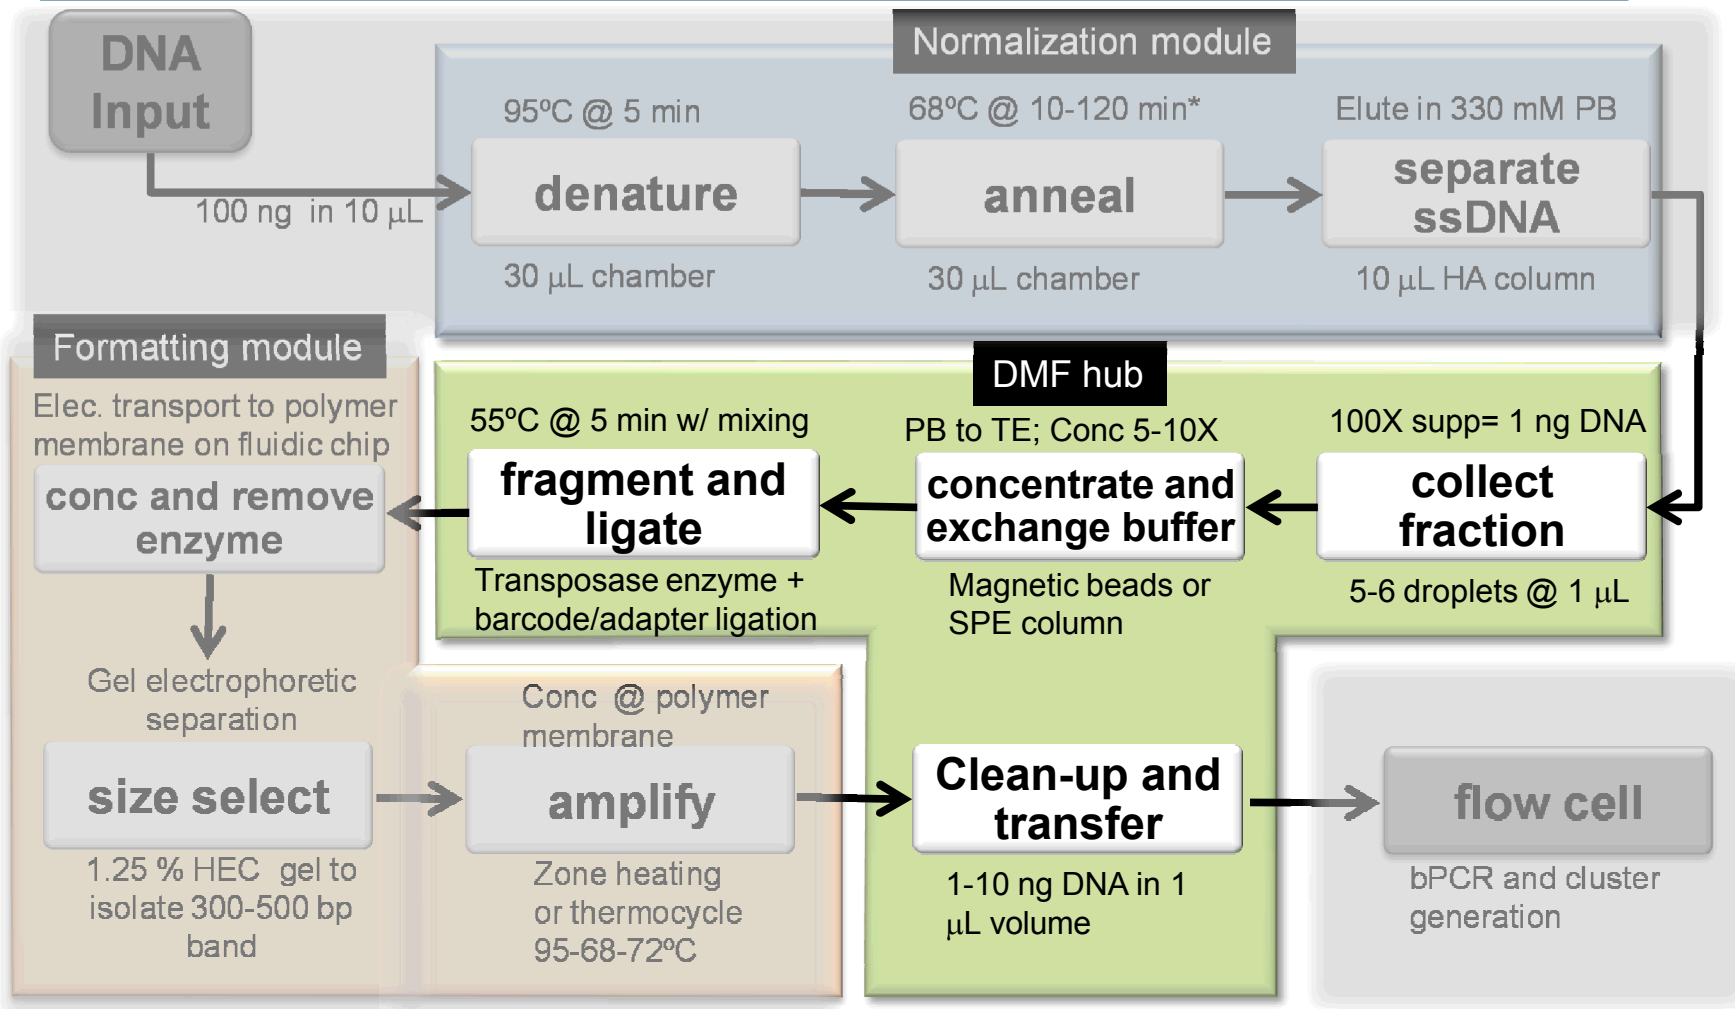 DNA
Input
100 ng in 10 μL
Normalization module
95ºC @ 5 min
denature
30 μL chamber
68ºC @ 10-120 min*
anneal
30 μL chamber
Elute in 330 mM PB
separate
ssDNA
10 μL HA column
DMF hub
100X supp= 1 ng DNA
collect
fraction
5-6 droplets @ 1 μL
PB to TE; Conc 5-10X
concentrate and
exchange buffer
Magnetic beads or
SPE column
55ºC @ 5 min w/ mixing
fragment and
ligate
Transposase enzyme +
barcode/adapter ligation
Formatting module
Elec. transport to polymer
membrane on fluidic chip
conc and remove
enzyme
Gel electrophoretic
separation
size select
1.25 % HEC gel to
isolate 300-500 bp
band
Conc @ polymer
membrane
amplify
Zone heating
or thermocycle
95-68-72ºC
Clean-up and
transfer
1-10 ng DNA in 1
μL volume
flow cell
bPCR and cluster
generation